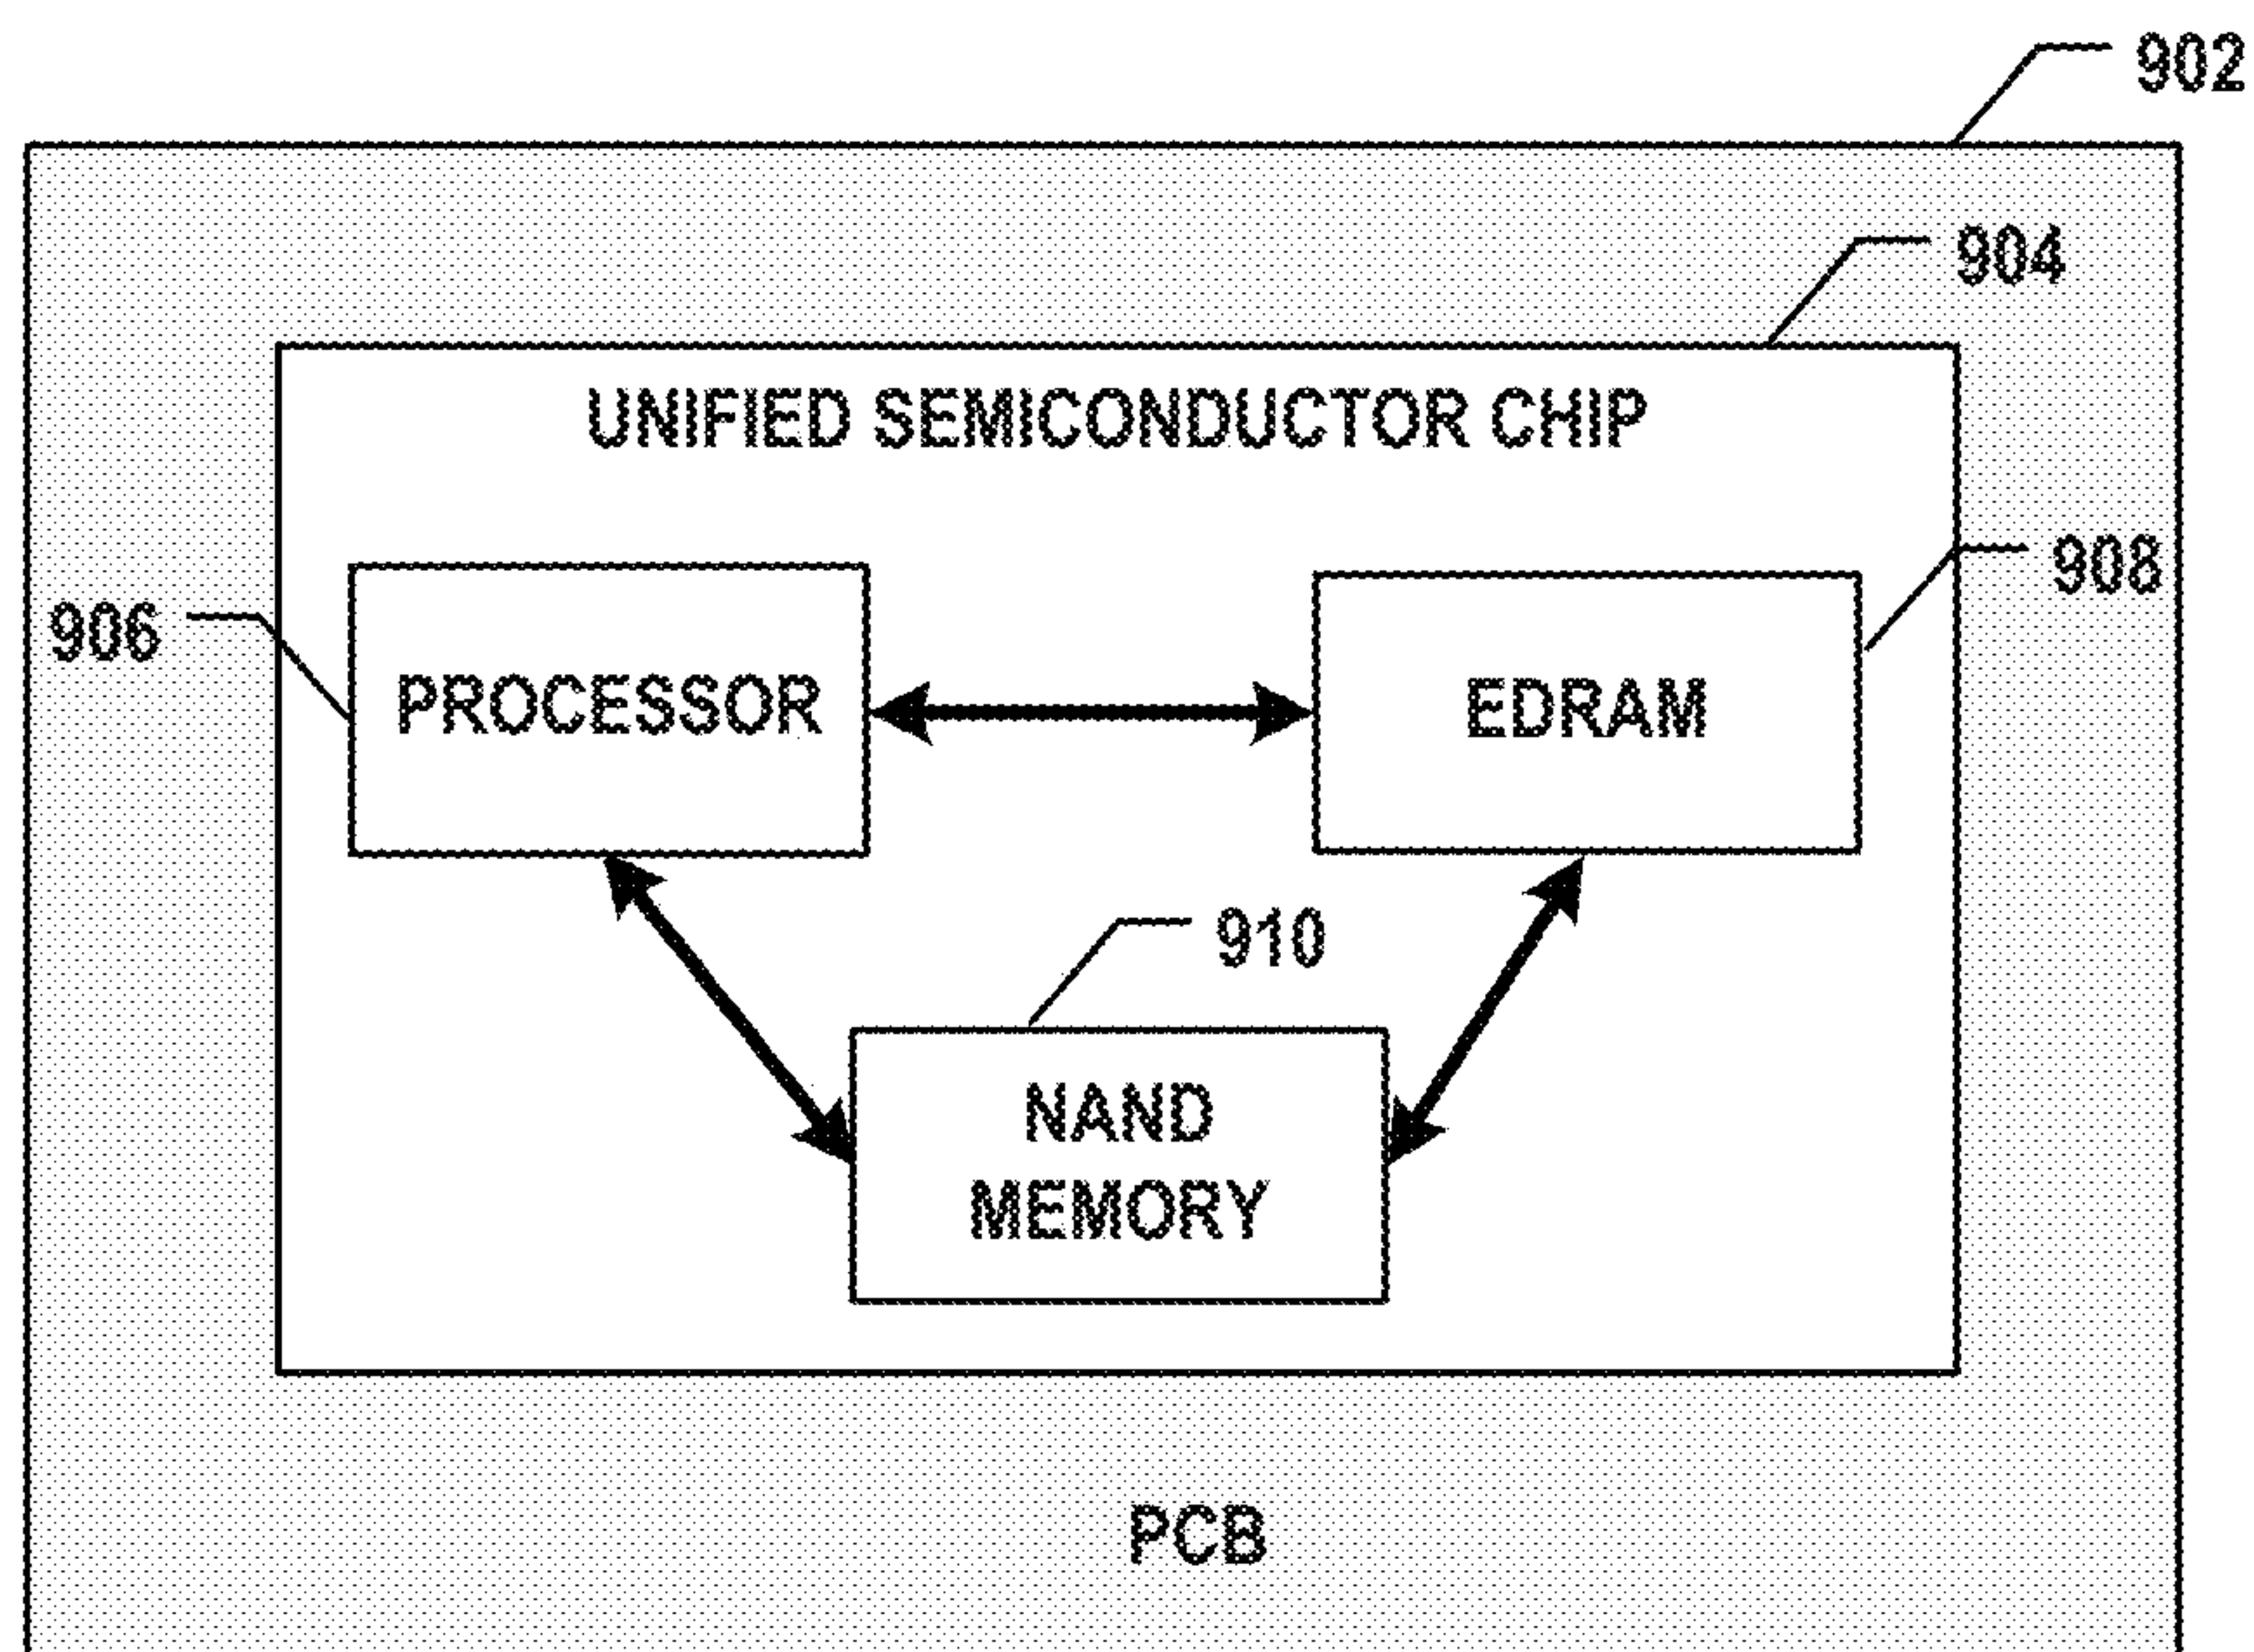 902
904
UNIFIED SEMICONDUCTOR CHIP
908
906
PROCESSOR
EDRAM
910
NAND
MEMORY
PCB